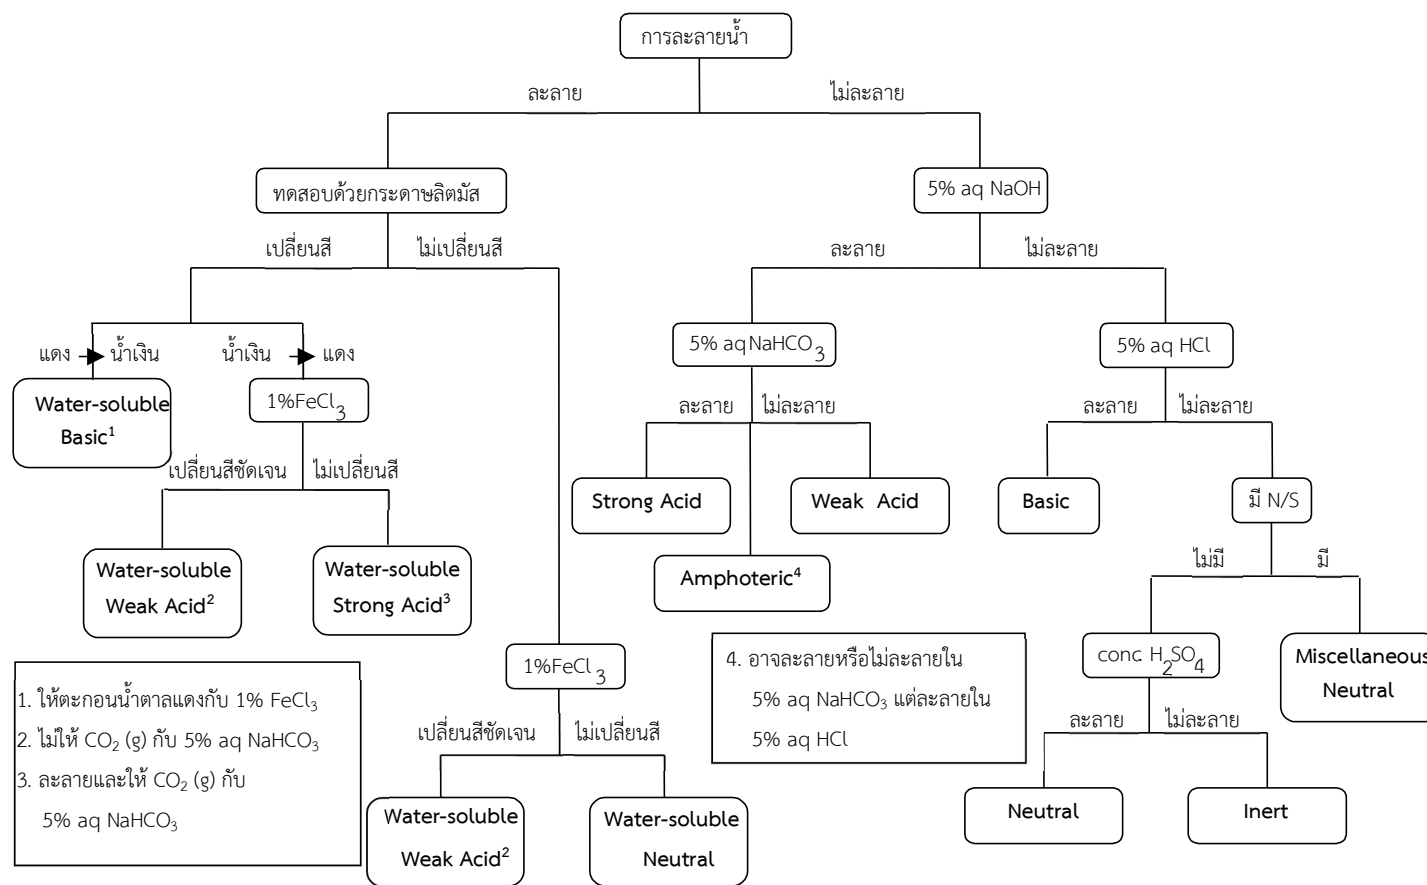 การละลายน้ำ
ละลาย
ไม่ละลาย
ทดสอบด้วยกระดาษลิตมัส
5% aq NaOH
เปลี่ยนสี
ไม่เปลี่ยนสี
ละลาย
ไม่ละลาย
แดง
น้ำเงิน
น้ำเงิน
แดง
5% aq NaHCO3
5% aq HCl
Water-soluble
Basic1
1%FeCl3
ละลาย
ไม่ละลาย
ละลาย
ไม่ละลาย
เปลี่ยนสีชัดเจน
ไม่เปลี่ยนสี
Strong Acid
Weak Acid
Basic
มี N/S
Water-soluble
Weak Acid2
Water-soluble
Strong Acid3
Amphoteric4
ไม่มี
มี
1%FeCl3
conc. H2SO4
Miscellaneous
Neutral
1. ให้ตะกอนน้ำตาลแดงกับ 1% FeCl3
2. ไม่ให้ CO2 (g) กับ 5% aq NaHCO3
3. ละลายและให้ CO2 (g) กับ
5% aq NaHCO3
4. อาจละลายหรือไม่ละลายใน
5% aq NaHCO3 แต่ละลายใน
5% aq HCl
เปลี่ยนสีชัดเจน
ไม่เปลี่ยนสี
ละลาย
ไม่ละลาย
Water-soluble
Weak Acid2
Water-soluble
Neutral
Neutral
Inert